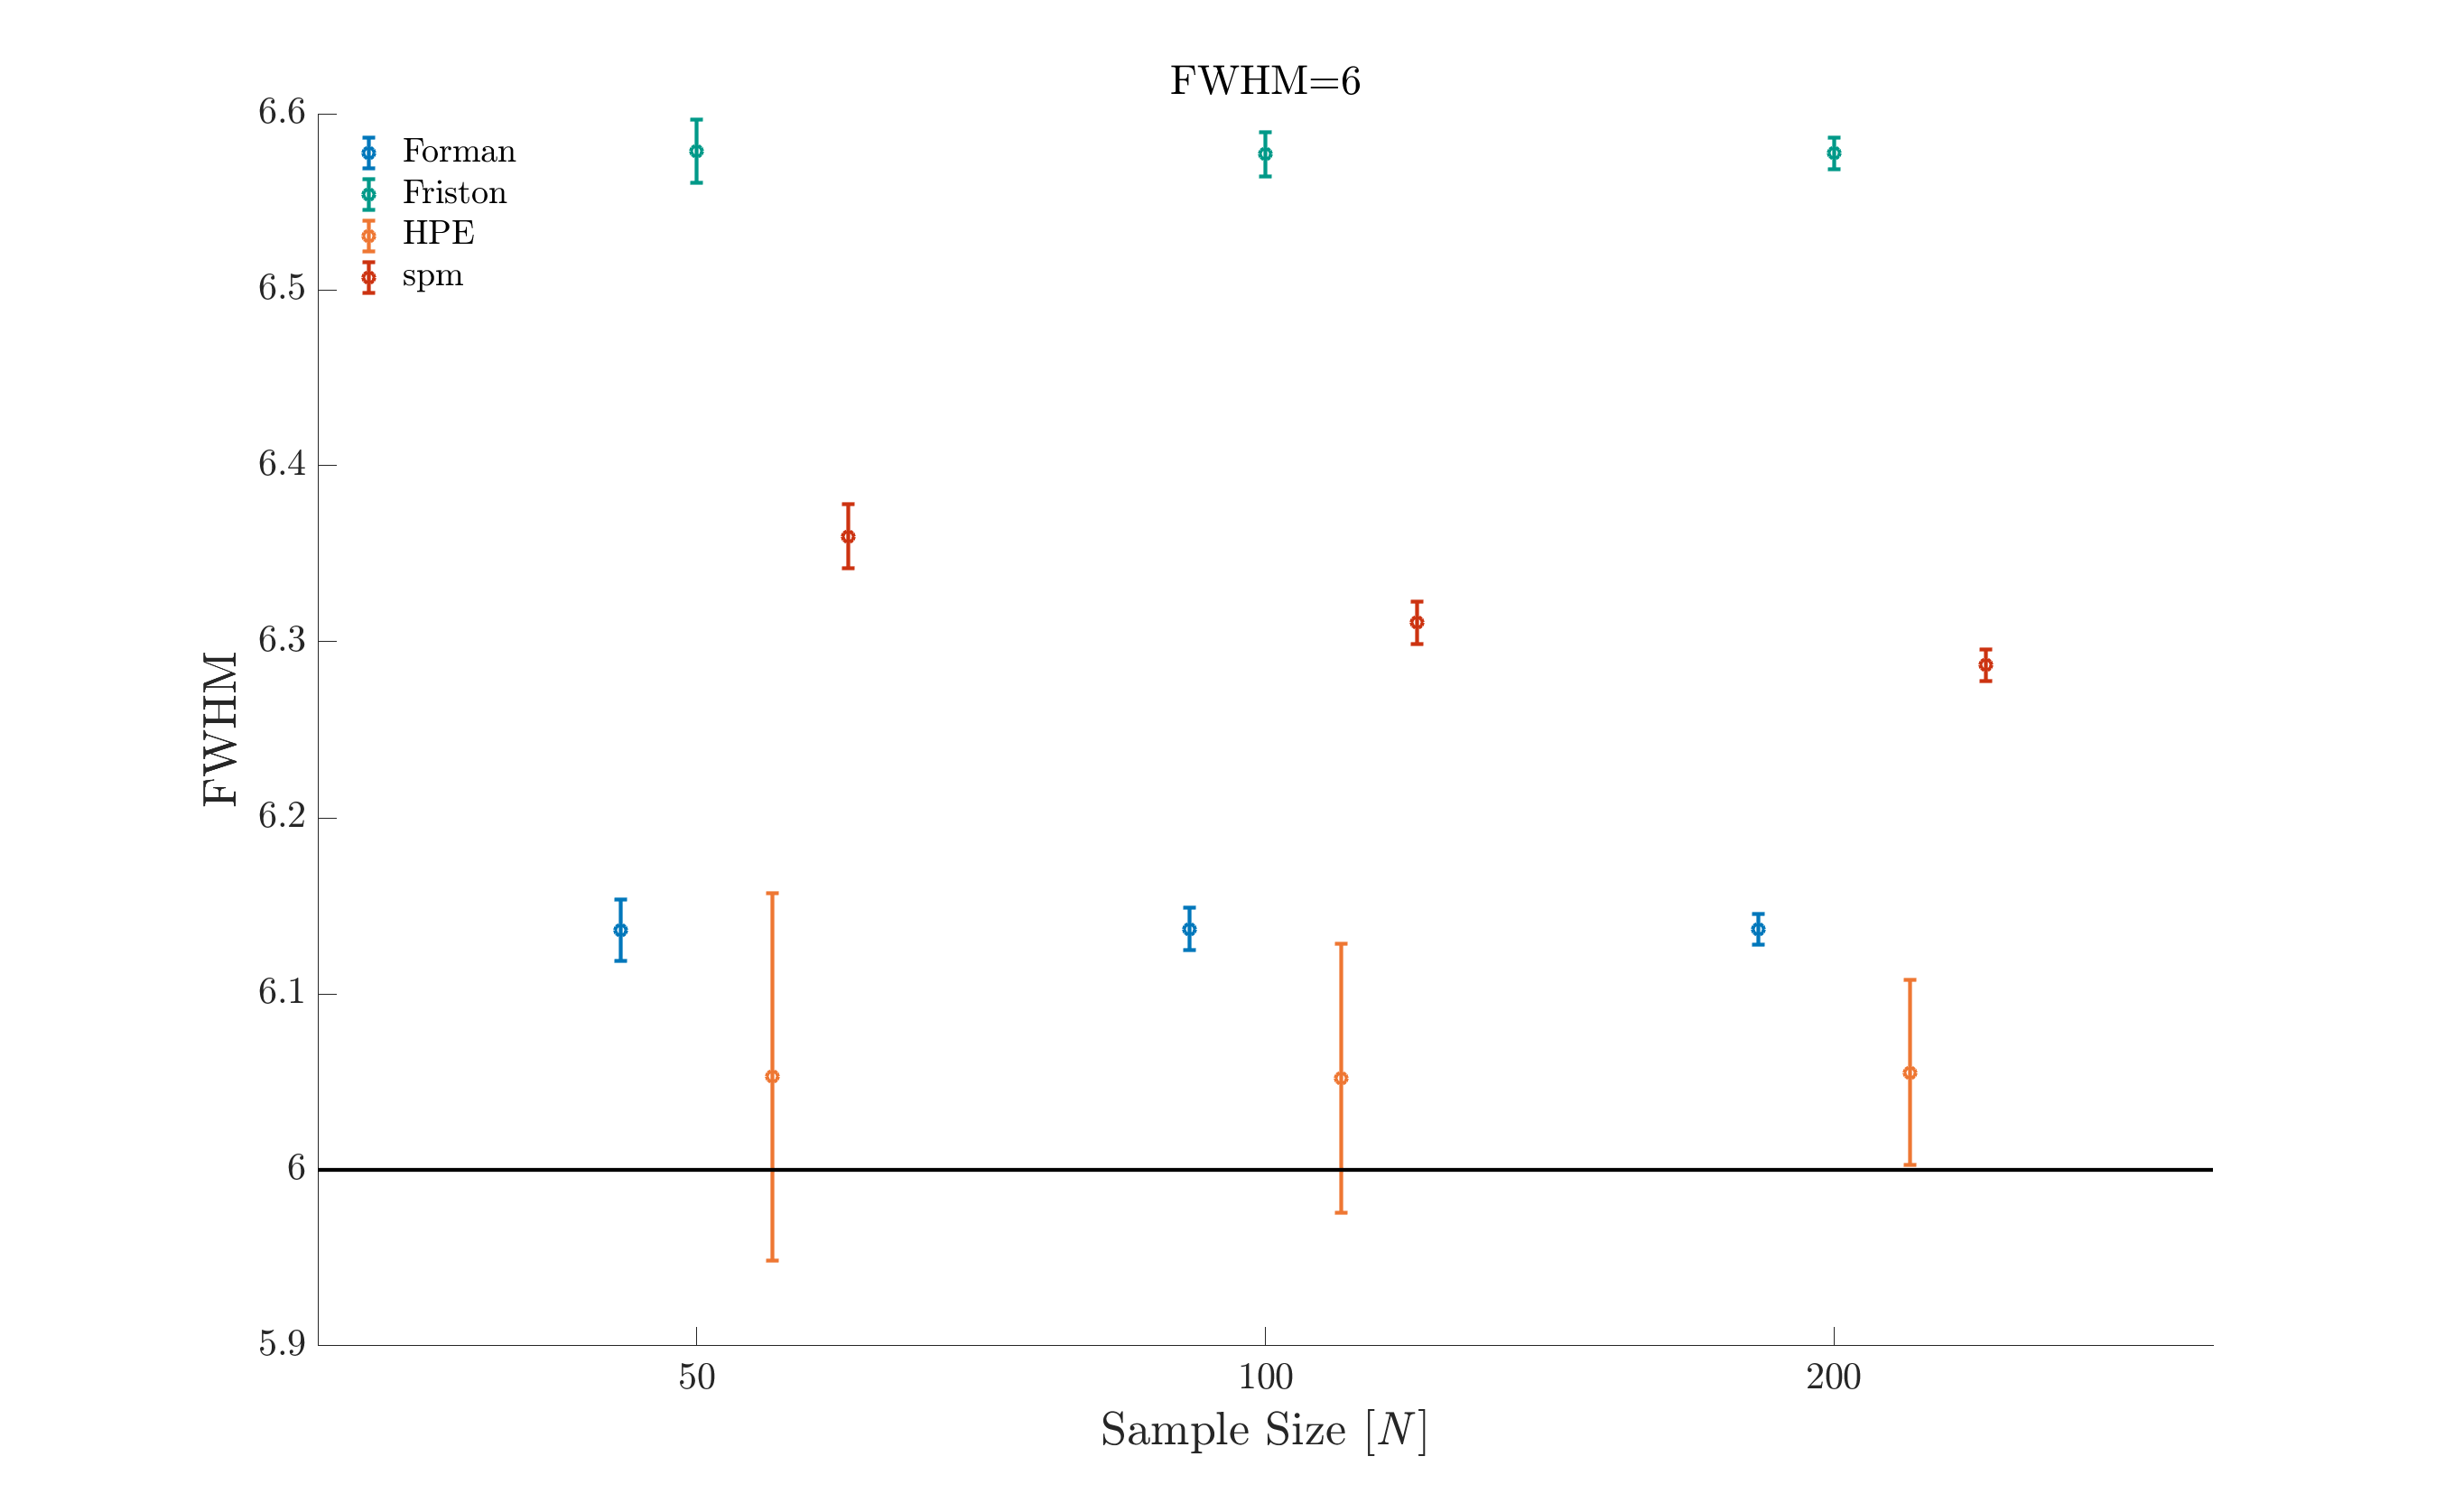 FWHM=6
6.6
6.5
6.4
6.3
6.2
6.1
6
5.9
FWHM
Forman
Friston
HPE
spm
50 100 200
Sample Size [N]